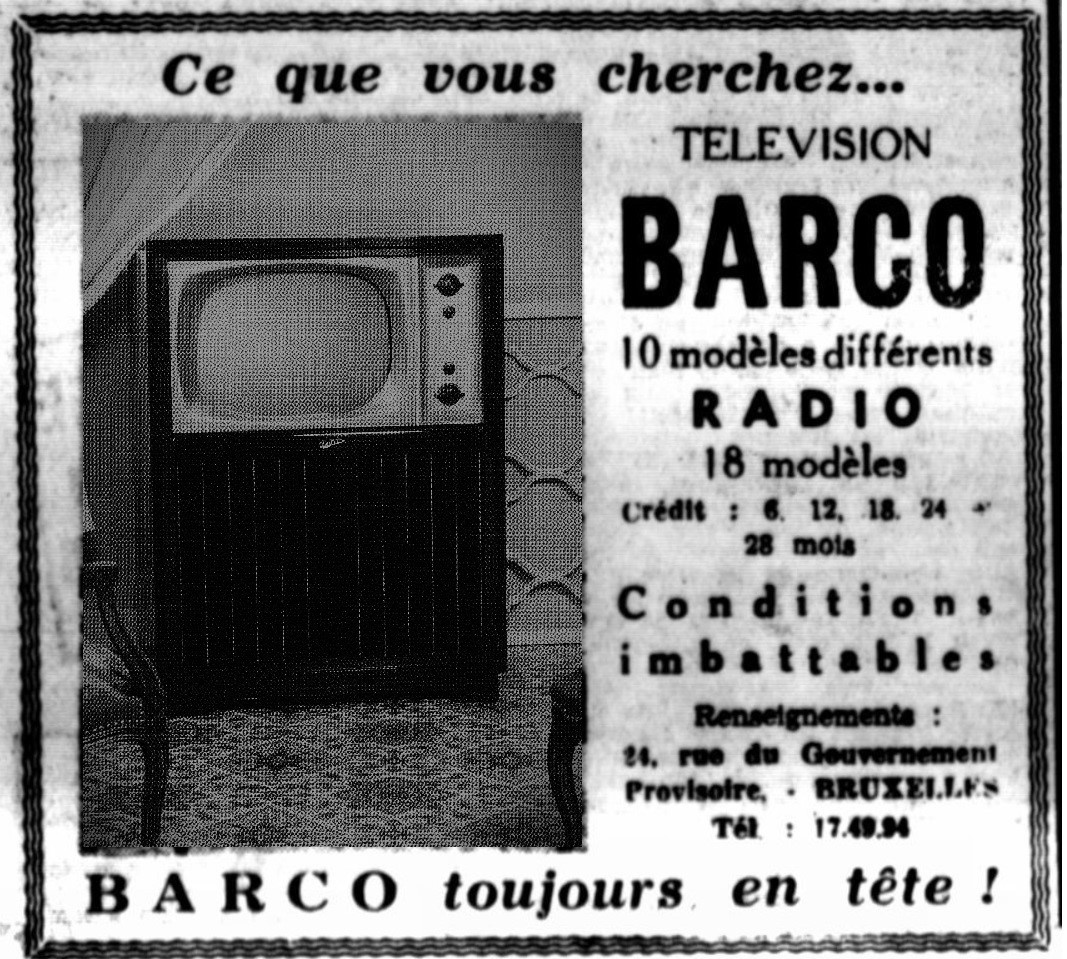 Ce que vous cherchez...
TELEVISION
BARCO
10 modèles différents
RADIO
18 modèles
Crédit : 6. 12, 18. 24
28 mois
Conditions
imbattables
Renseignements :
24, rue du Gouvernement
Provisoire, - BRUXELLES
Tél. : 17.49.94
BARCO toujours en tête !